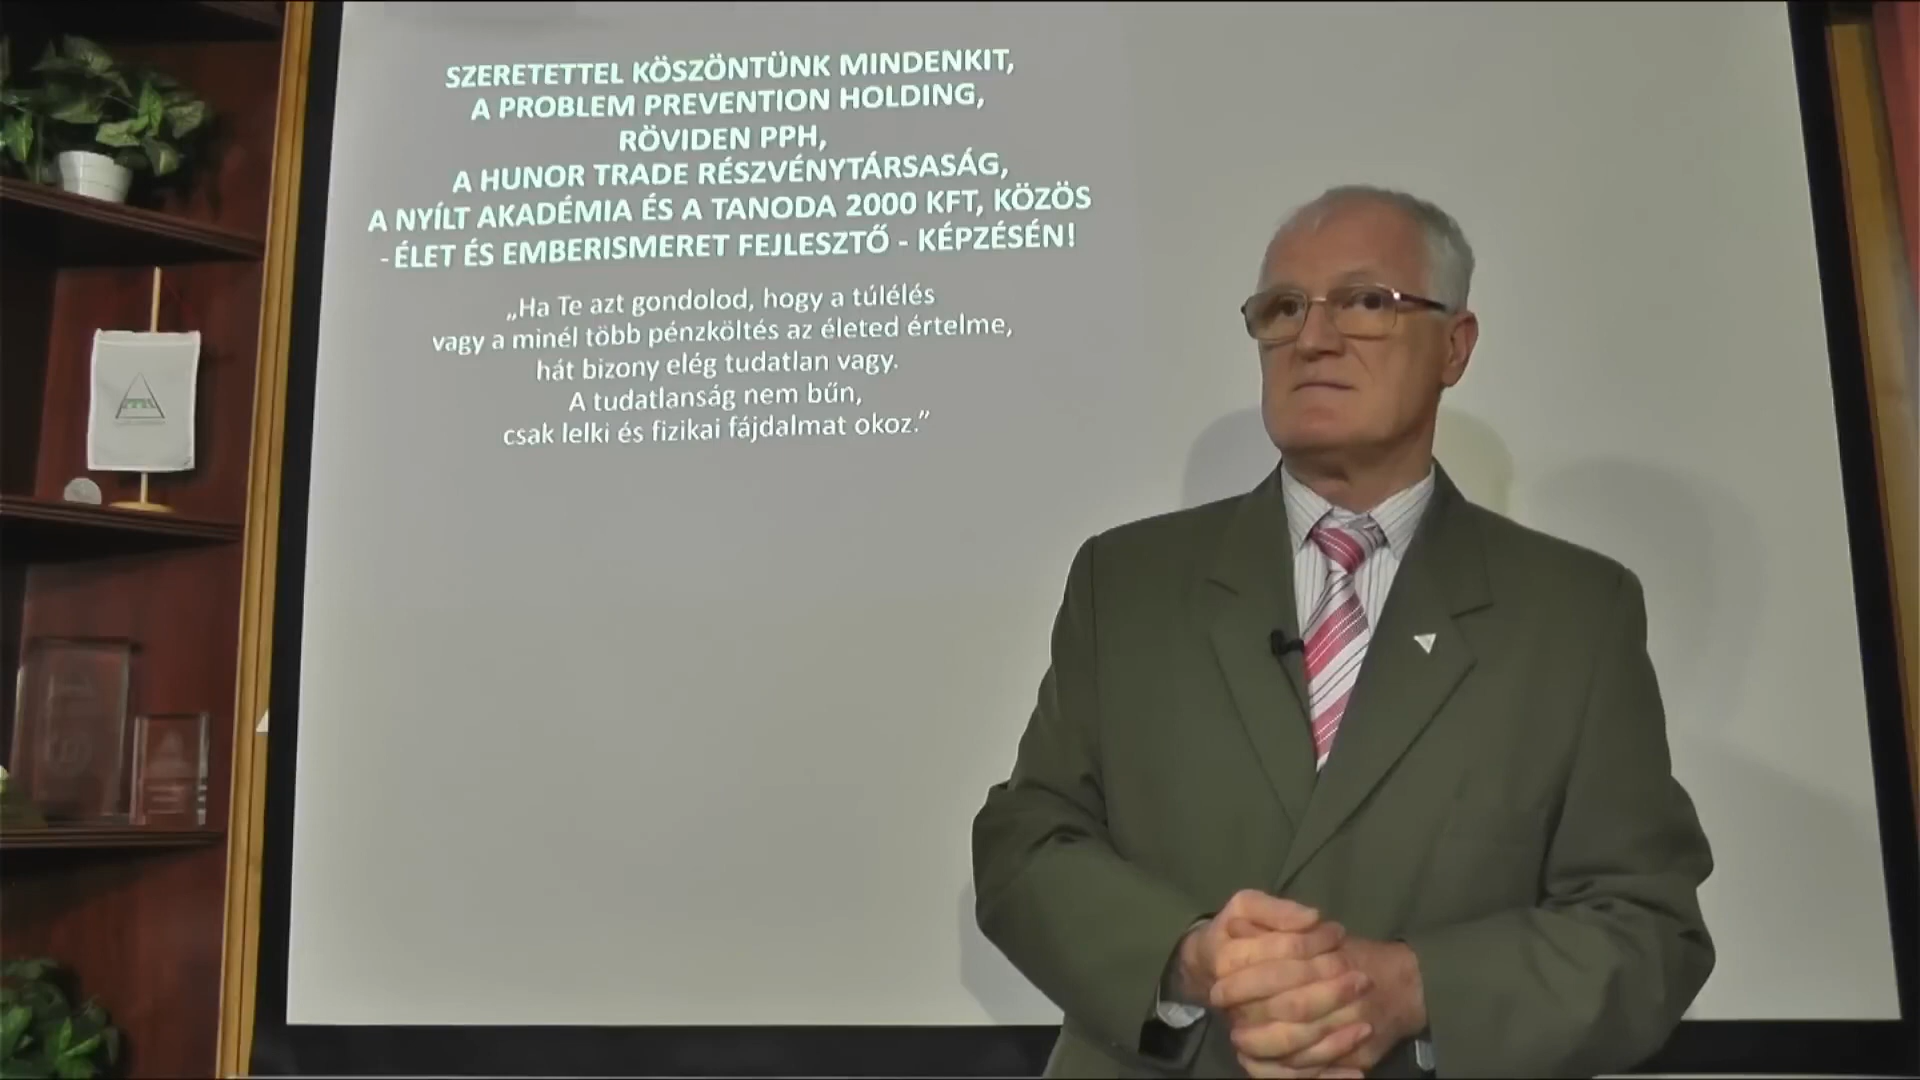 SZERETETTEL KÖSZÖNTÜNK MINDENKIT,
A PROBLEM PREVENTION HOLDING,
RÖVIDEN PPH,
A HUNOR TRADE RÉSZVÉNYTÁRSASÁG,
A NYÍLT AKADÉMIA ÉS A TANODA 2000 KFT, KÖZÖS
- ÉLET ÉS EMBERISMERET FEJLESZTŐ - KÉPZÉSÉN!
„Ha Te azt gondolod, hogy a túlélés
vagy a minél több pénzköltés az életed értelme,
hát bizony elég tudatlan vagy.
A tudatlanság nem bűn,
csak lelki és fizikai fájdalmat okoz.”